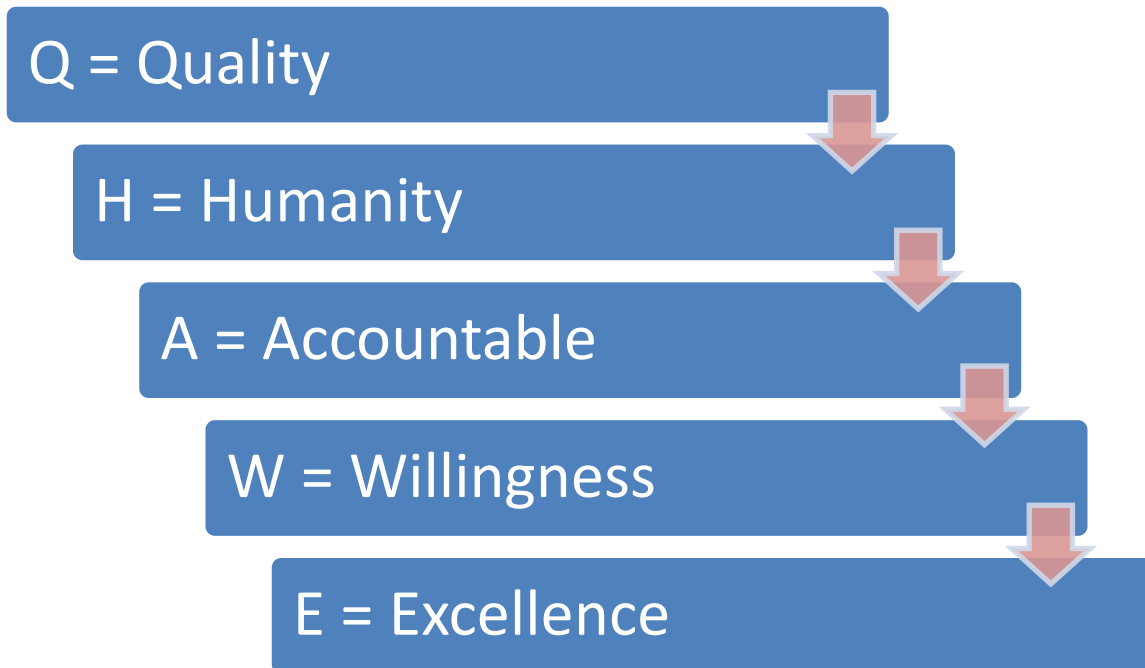 Q = Quality
H = Humanity
A = Accountable
W = Willingness
E = Excellence